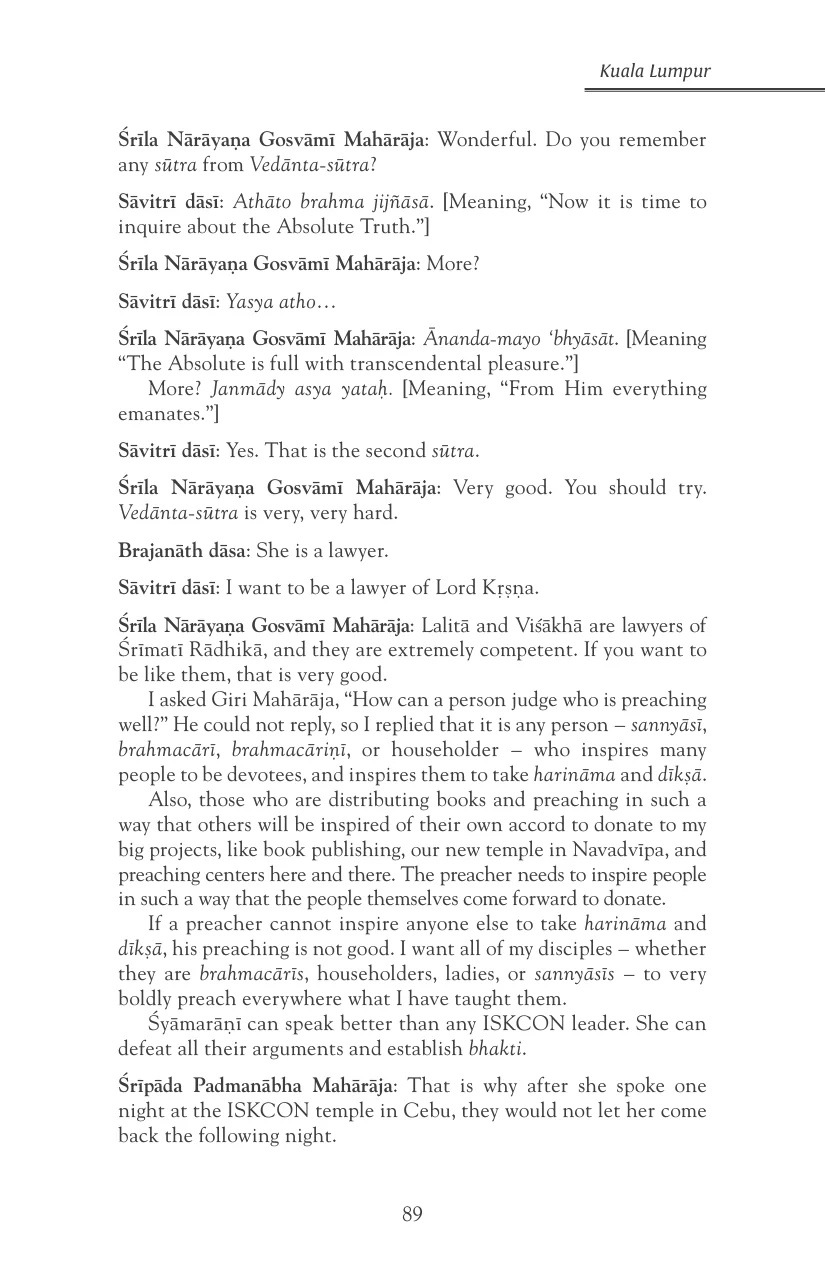 Kuala Lumpur
Śrīla Nārāyaṇa Gosvāmī Mahārāja: Wonderful. Do you remember
any sūtra from Vedānta-sūtra?
Sāvitrī dāsī: Athāto brahma jijñāsā. [Meaning, “Now it is time to
inquire about the Absolute Truth.”]
Śrīla Nārāyaṇa Gosvāmī Mahārāja: More?
Sāvitrī dāsī: Yasya atho…
Śrīla Nārāyaṇa Gosvāmī Mahārāja: Ānanda-mayo ‘bhyāsāt. [Meaning
“The Absolute is full with transcendental pleasure.”]
More? Janmādy asya yataḥ. [Meaning, “From Him everything
emanates.”]
Sāvitrī dāsī: Yes. That is the second sūtra.
Śrīla Nārāyaṇa Gosvāmī Mahārāja: Very good. You should try.
Vedānta-sūtra is very, very hard.
Brajanāth dāsa: She is a lawyer.
Sāvitrī dāsī: I want to be a lawyer of Lord Kṛṣṇa.
Śrīla Nārāyaṇa Gosvāmī Mahārāja: Lalitā and Viśākhā are lawyers of
Śrīmatī Rādhikā, and they are extremely competent. If you want to
be like them, that is very good.
I asked Giri Mahārāja, “How can a person judge who is preaching
well?” He could not reply, so I replied that it is any person – sannyāsī,
brahmacārī, brahmacāriṇī, or householder – who inspires many
people to be devotees, and inspires them to take harināma and dīkṣā.
Also, those who are distributing books and preaching in such a
way that others will be inspired of their own accord to donate to my
big projects, like book publishing, our new temple in Navadvīpa, and
preaching centers here and there. The preacher needs to inspire people
in such a way that the people themselves come forward to donate.
If a preacher cannot inspire anyone else to take harināma and
dīkṣā, his preaching is not good. I want all of my disciples – whether
they are brahmacārīs, householders, ladies, or sannyāsīs – to very
boldly preach everywhere what I have taught them.
Śyāmarāṇī can speak better than any ISKCON leader. She can
defeat all their arguments and establish bhakti.
Śrīpāda Padmanābha Mahārāja: That is why after she spoke one
night at the ISKCON temple in Cebu, they would not let her come
back the following night.
89